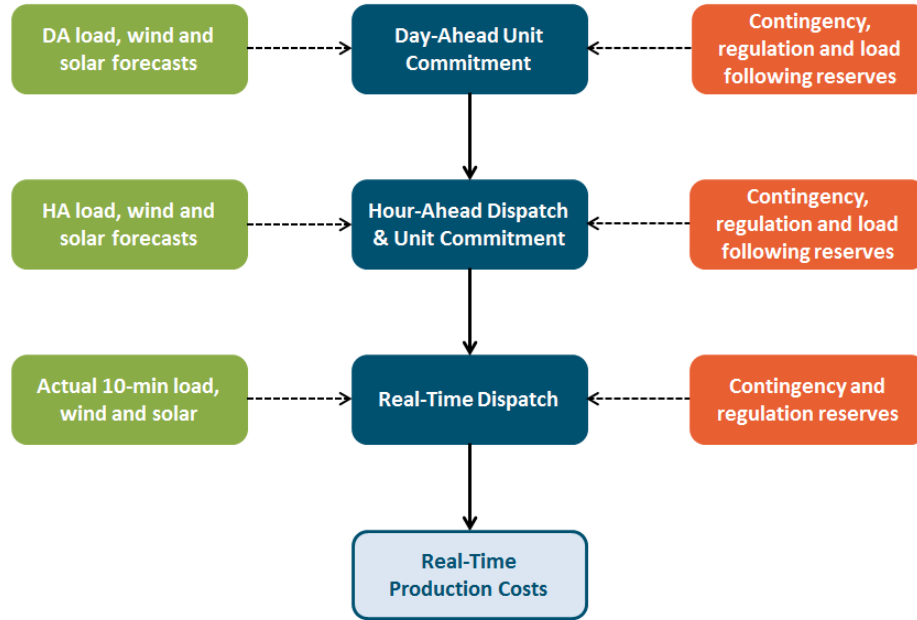 DA load, wind and
solar forecasts
Day-Ahead Unit
Commitment
Contingency,
regulation and load
following reserves
HA load, wind and
solar forecasts
Hour-Ahead Dispatch
& Unit Commitment
Contingency,
regulation and load
following reserves
Actual 10-min load,
wind and solar
Real-Time Dispatch
Contingency and
regulation reserves
Real-Time
Production Costs